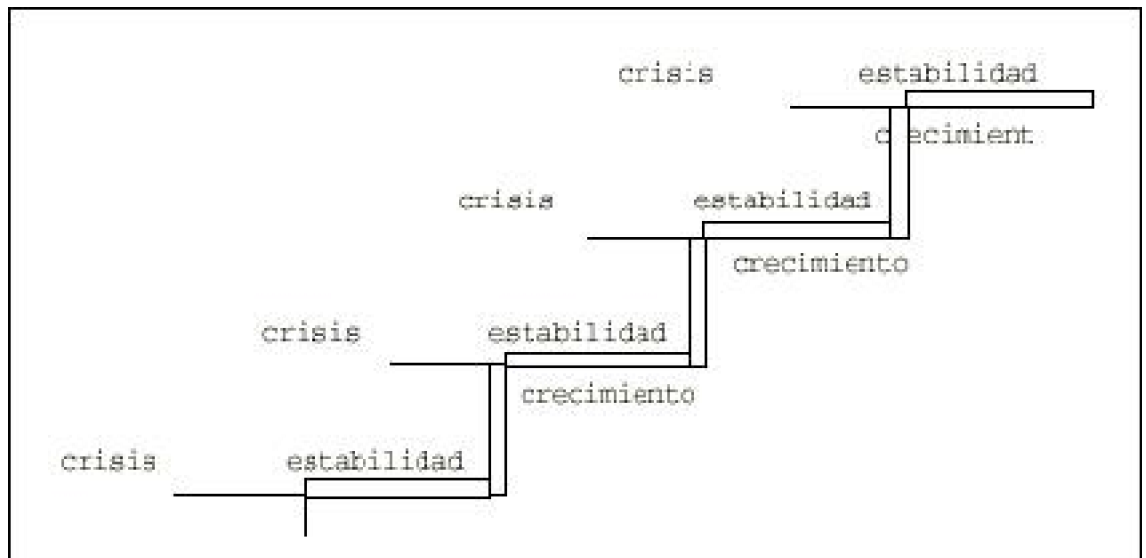 crisis estabilidad
crecimient
crisis estabilidad
crecimiento
crisis estabilidad
crecimiento
crisis estabilidad